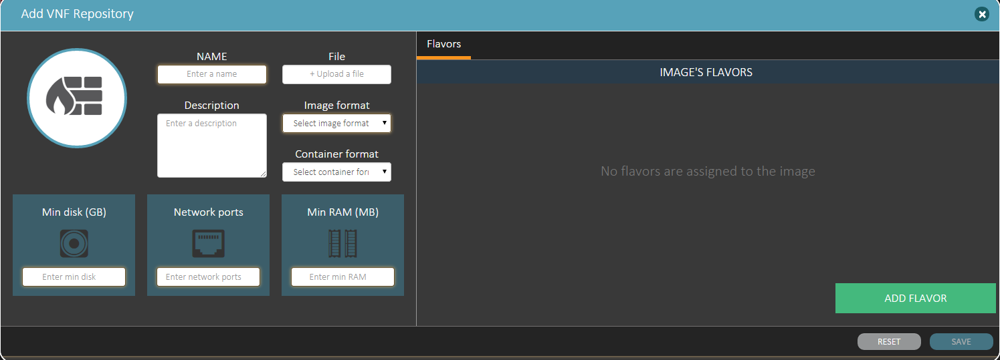 Add VNF Repository
NAME
Enter a name
File
+ Upload a file
Description
Enter a description
Image format
Select image format
Container format
Select container for
Min disk (GB)
Enter min disk
Network ports
Enter network ports
Min RAM (MB)
Enter min RAM
Flavors
IMAGE'S FLAVORS
No flavors are assigned to the image
ADD FLAVOR
RESET
SAVE